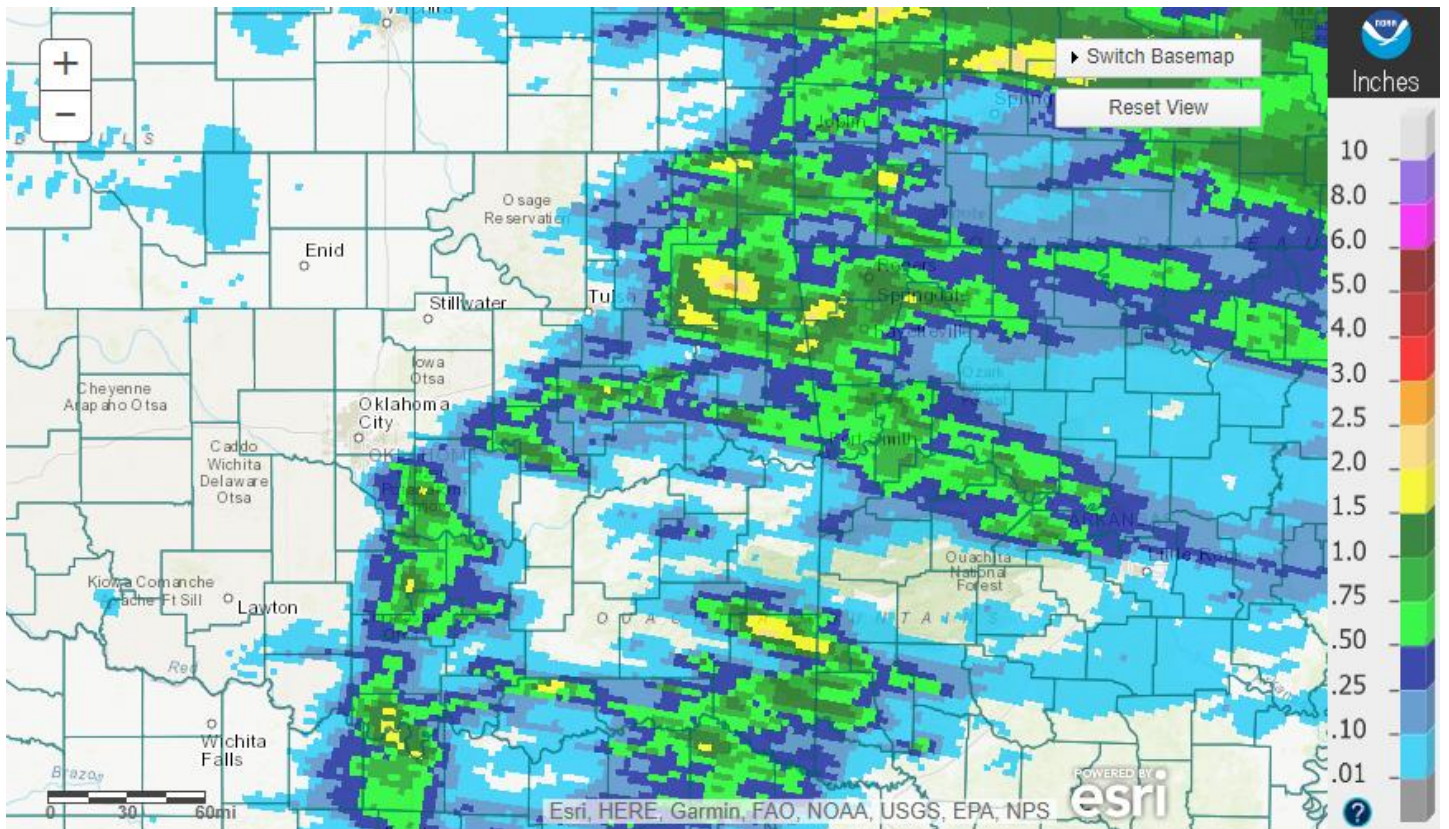 +
−
Switch Basemap
Reset View
NOAA
Inches
10
8.0
6.0
5.0
4.0
3.0
2.5
2.0
1.5
1.0
.75
.50
.25
.10
.01
?
Joplin
Osage
Reservation
Enid
Stillwater
Tulsa
Rogers
Springdale
Fayetteville
Iowa
Otsa
Cheyenne
Arapaho Otsa
Oklahoma
City
Caddo
Wichita
Delaware
Otsa
Fort Smith
Ouachita
National
Forest
Little Rock
Kiowa Comanche
Apache Ft Sill
Lawton
Red
Wichita
Falls
Brazos
0 30 60mi
Esri, HERE, Garmin, FAO, NOAA, USGS, EPA, NPS
POWERED BY
esri